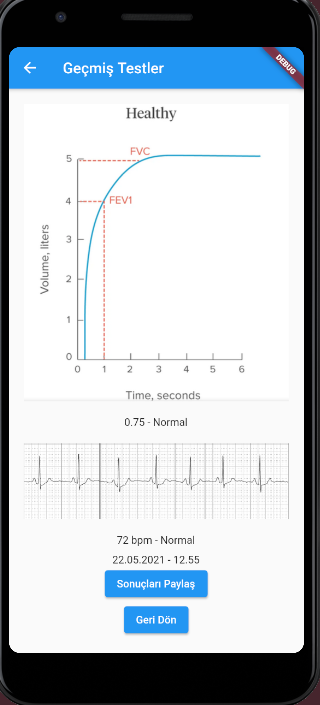 Geçmiş Testler
DEBUG
Healthy
FVC
FEV1
Volume, liters
5
4
3
2
1
0
0 1 2 3 4 5 6
Time, seconds
0.75 - Normal
72 bpm - Normal
22.05.2021 - 12.55
Sonuçları Paylaş
Geri Dön